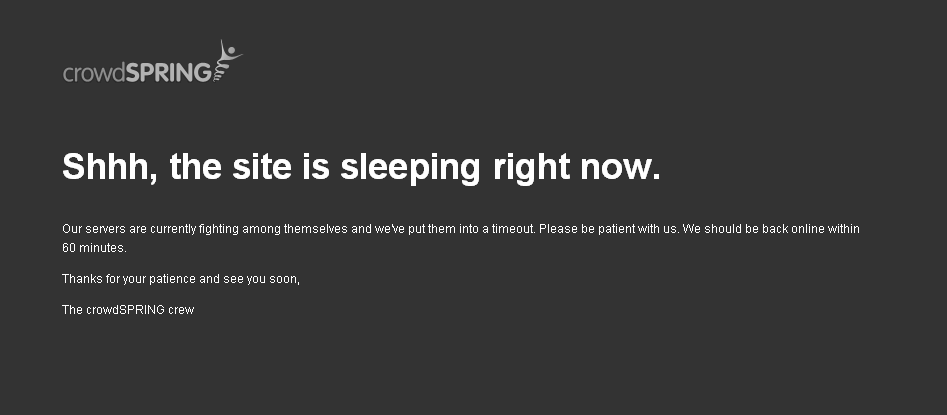 crowdSPRING
Shhh, the site is sleeping right now.
Our servers are currently fighting among themselves and we've put them into a timeout. Please be patient with us. We should be back online within
60 minutes.
Thanks for your patience and see you soon,
The crowdSPRING crew